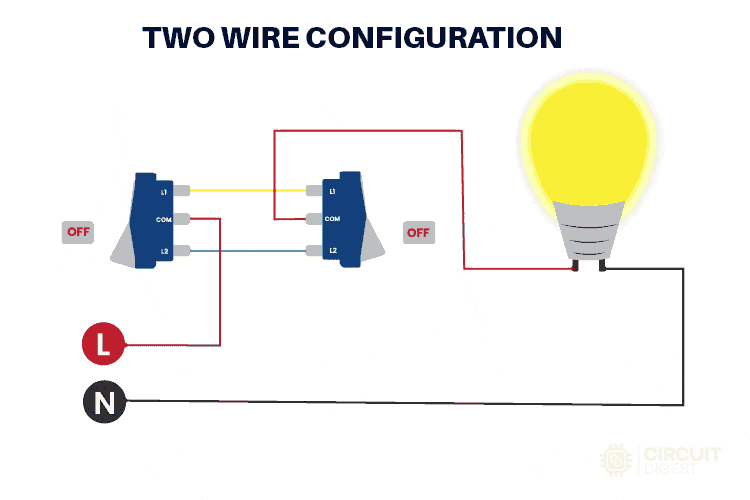 TWO WIRE CONFIGURATION
L1
L1
COM
COM
OFF
OFF
L2
L2
L
N
CIRCUIT
DIGEST